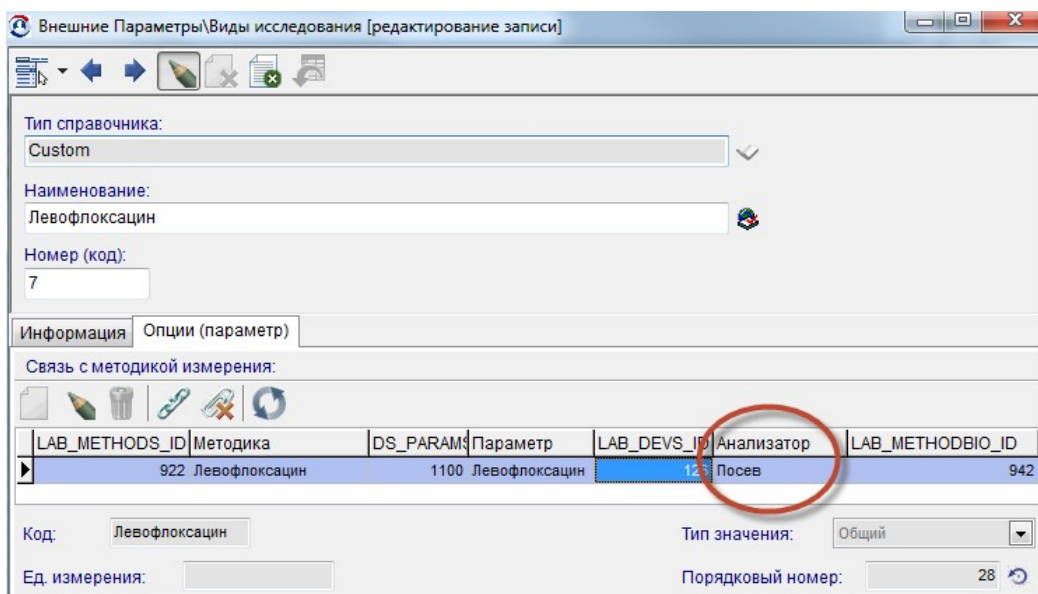 Внешние Параметры\Виды исследования [редактирование записи]
Тип справочника:
Custom
Наименование:
Левофлоксацин
Номер (код):
7
Информация Опции (параметр)
Связь с методикой измерения:
LAB_METHODS_ID Методика DS_PARAMS Параметр LAB_DEVS_ID Анализатор LAB_METHODBIO_ID
922 Левофлоксацин 1100 Левофлоксацин Посев 942
Код: Левофлоксацин Тип значения: Общий
Ед. измерения: Порядковый номер: 28